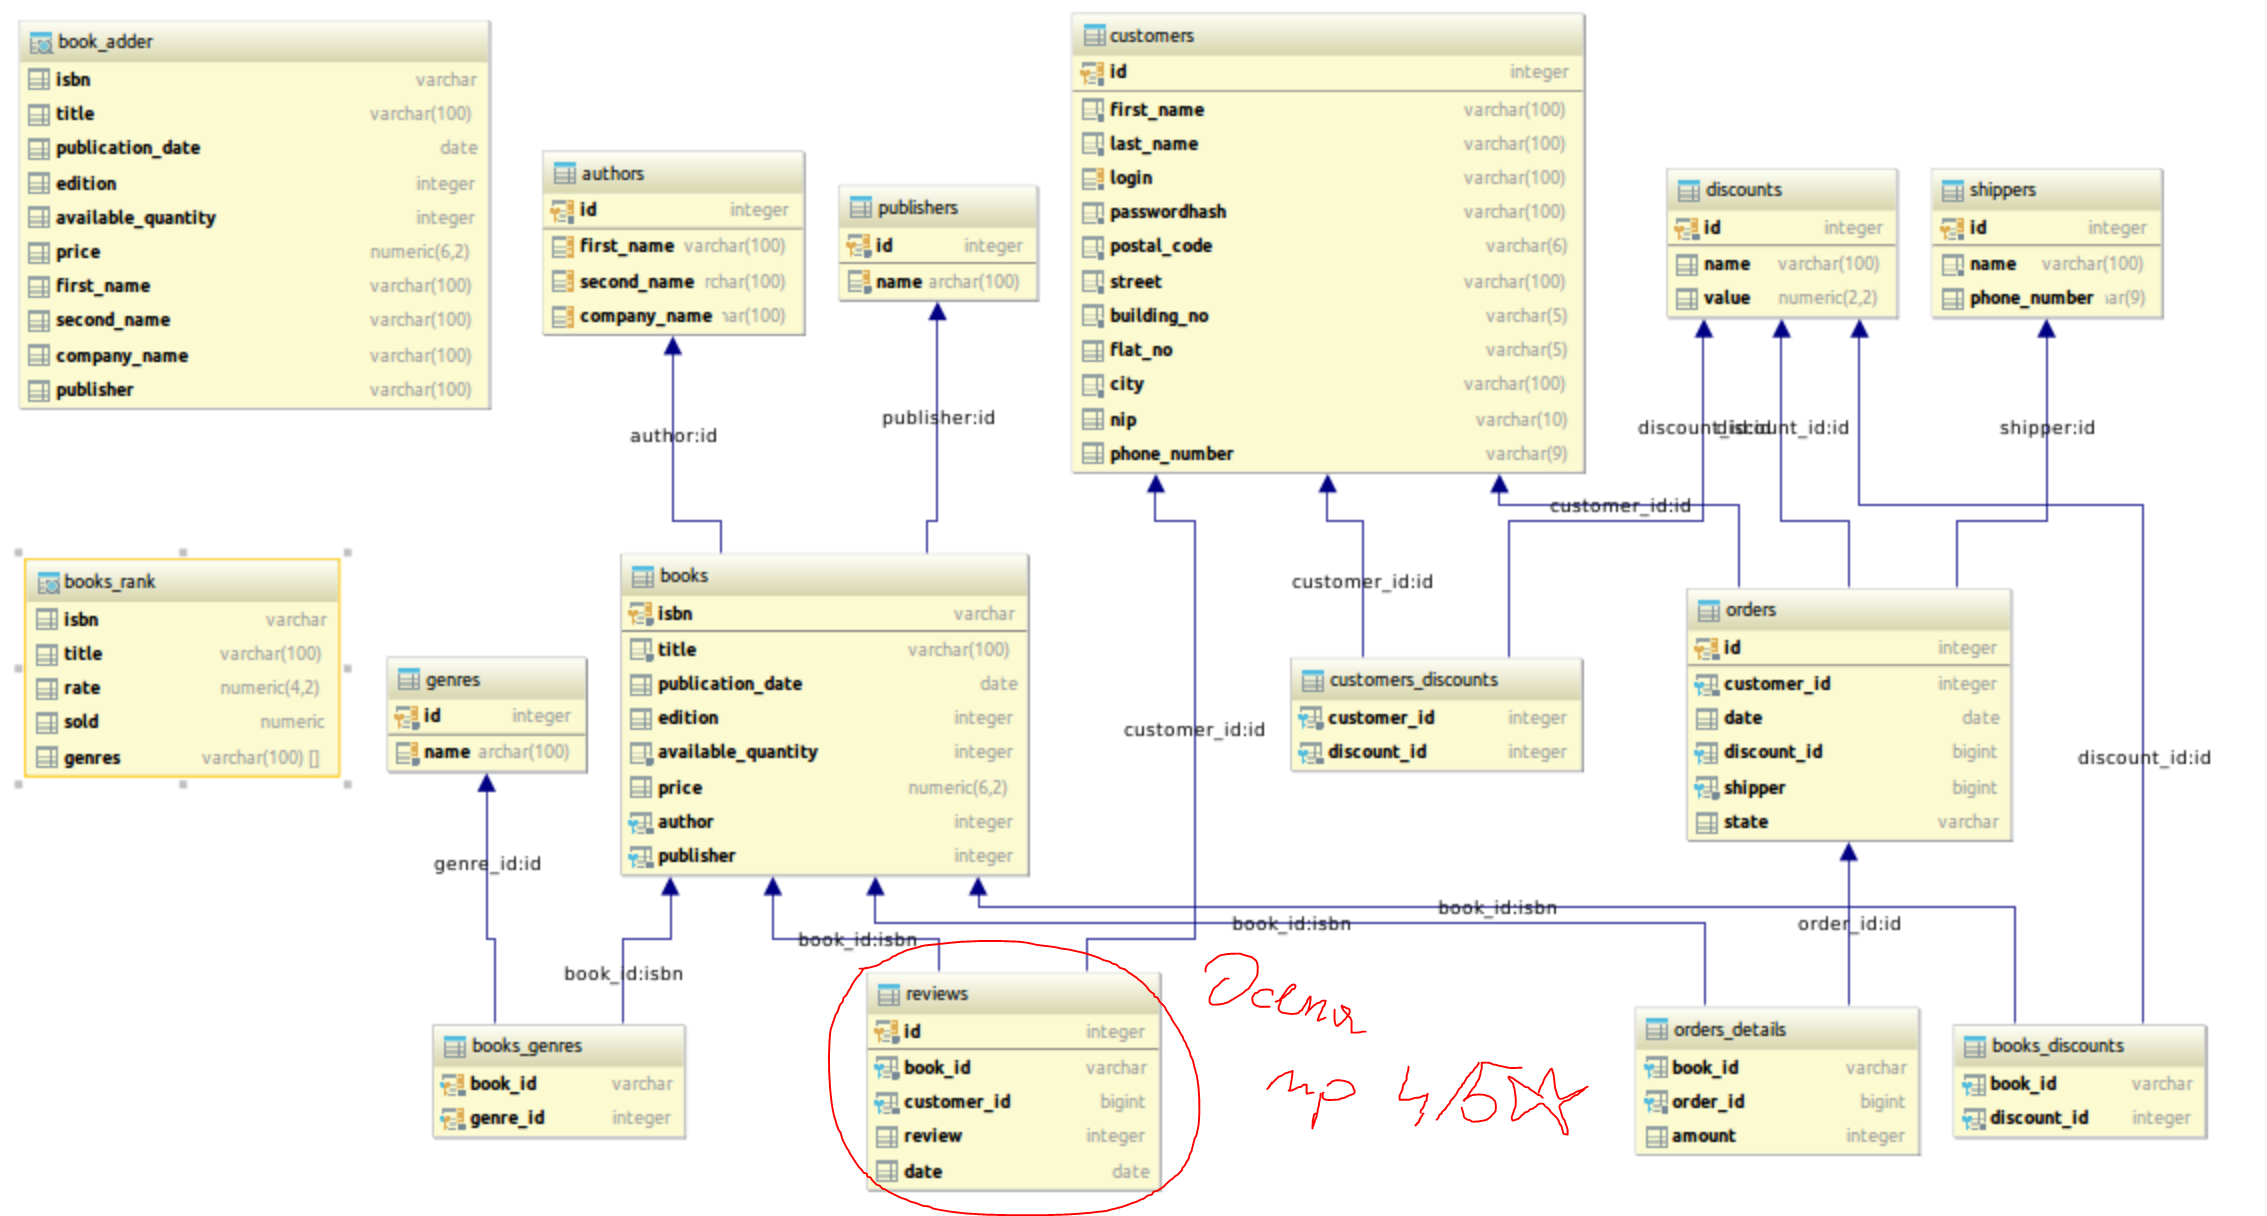 book_adder
isbn varchar
title varchar(100)
publication_date date
edition integer
available_quantity integer
price numeric(6,2)
first_name varchar(100)
second_name varchar(100)
company_name varchar(100)
publisher varchar(100)
authors
id integer
first_name varchar(100)
second_name rchar(100)
company_name ar(100)
publishers
id integer
name archar(100)
customers
id integer
first_name varchar(100)
last_name varchar(100)
login varchar(100)
passwordhash varchar(100)
postal_code varchar(6)
street varchar(100)
building_no varchar(5)
flat_no varchar(5)
city varchar(100)
nip varchar(10)
phone_number varchar(9)
discounts
id integer
name varchar(100)
value numeric(2,2)
shippers
id integer
name varchar(100)
phone_number ar(9)
author:id
publisher:id
discount_id:id
discount_id:id
shipper:id
customer_id:id
customer_id:id
customer_id:id
discount_id:id
books_rank
isbn varchar
title varchar(100)
rate numeric(4,2)
sold numeric
genres varchar(100) []
genres
id integer
name archar(100)
books
isbn varchar
title varchar(100)
publication_date date
edition integer
available_quantity integer
price numeric(6,2)
author integer
publisher integer
customers_discounts
customer_id integer
discount_id integer
orders
id integer
customer_id integer
date date
discount_id bigint
shipper bigint
state varchar
genre_id:id
book_id:isbn
book_id:isbn
book_id:isbn
book_id:isbn
order_id:id
books_genres
book_id varchar
genre_id integer
reviews
id integer
book_id varchar
customer_id bigint
review integer
date date
Ocena
np 4/5
orders_details
book_id varchar
order_id bigint
amount integer
books_discounts
book_id varchar
discount_id integer